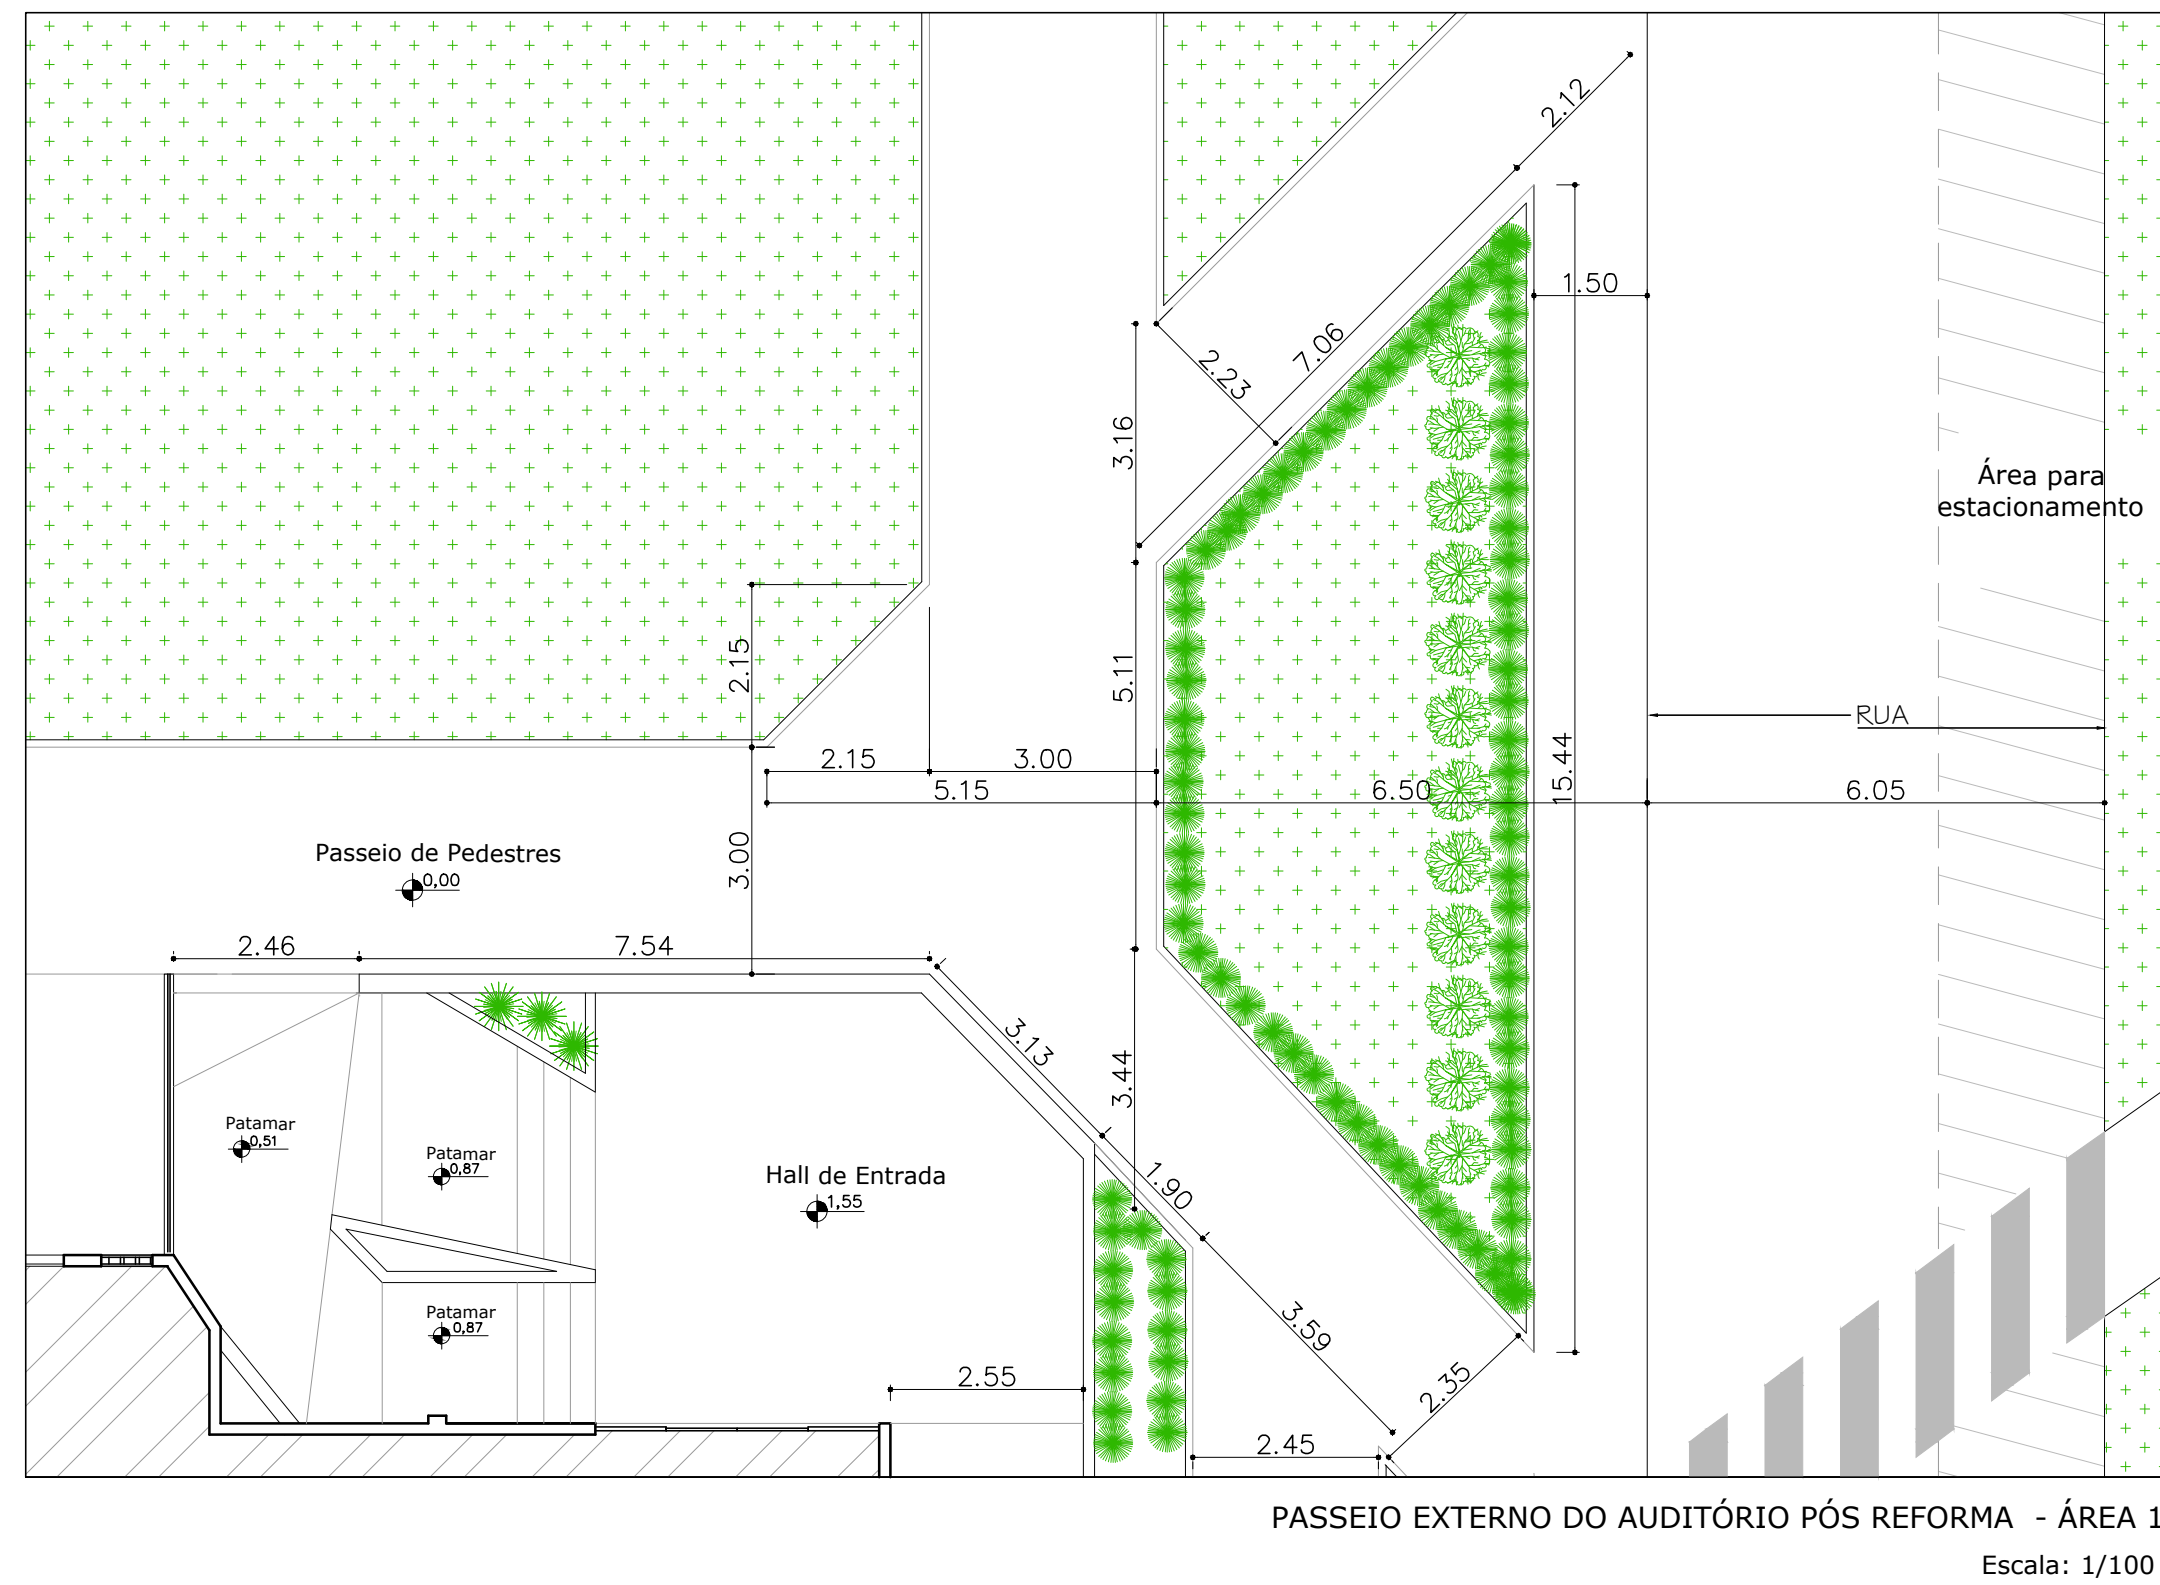 2.12
1.50
7.06
2.23
3.16
Área para
estacionamento
2.15
5.11
RUA
2.15
3.00
15.44
5.15
6.50
6.05
Passeio de Pedestres
0,00
3.00
2.46
7.54
3.13
3.44
Patamar
0,51
Patamar
0,87
Hall de Entrada
1,55
1.90
Patamar
0,87
3.59
2.55
2.35
2.45
PASSEIO EXTERNO DO AUDITÓRIO PÓS REFORMA - ÁREA 1
Escala: 1/100